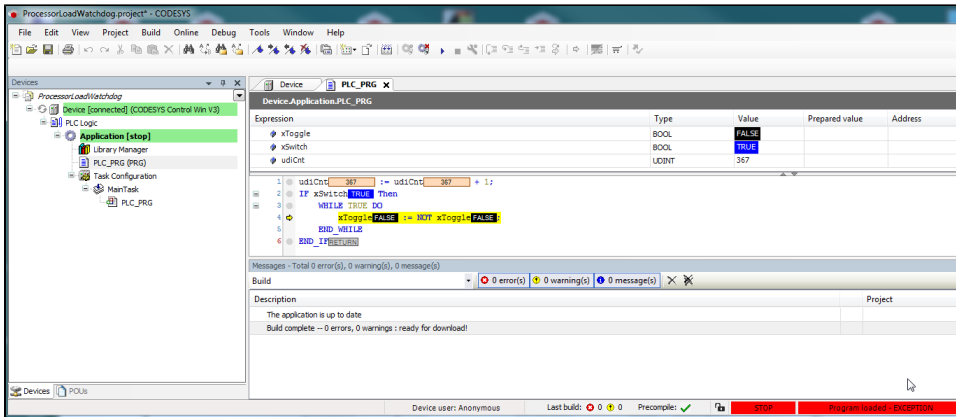 ProcessorLoadWatchdog.project* - CODESYS
File Edit View Project Build Online Debug Tools Window Help
Devices
ProcessorLoadWatchdog
Device [connected] (CODESYS Control Win V3)
PLC Logic
Application [stop]
Library Manager
PLC_PRG (PRG)
Task Configuration
MainTask
PLC_PRG
Devices POUs
Device PLC_PRG X
Device.Application.PLC_PRG
Expression Type Value Prepared value Address
xToggle BOOL FALSE
xSwitch BOOL TRUE
udiCnt UDINT 367
1 udiCnt 367 := udiCnt 367 + 1;
2 IF xSwitch TRUE Then
3 WHILE TRUE DO
4 xToggle FALSE := NOT xToggle FALSE ;
5 END_WHILE
6 END_IF RETURN
Messages - Total 0 error(s), 0 warning(s), 0 message(s)
Build 0 error(s) 0 warning(s) 0 message(s)
Description Project
The application is up to date
Build complete -- 0 errors, 0 warnings : ready for download!
Device user: Anonymous Last build: 0 0 Precompile: STOP Program loaded - EXCEPTION